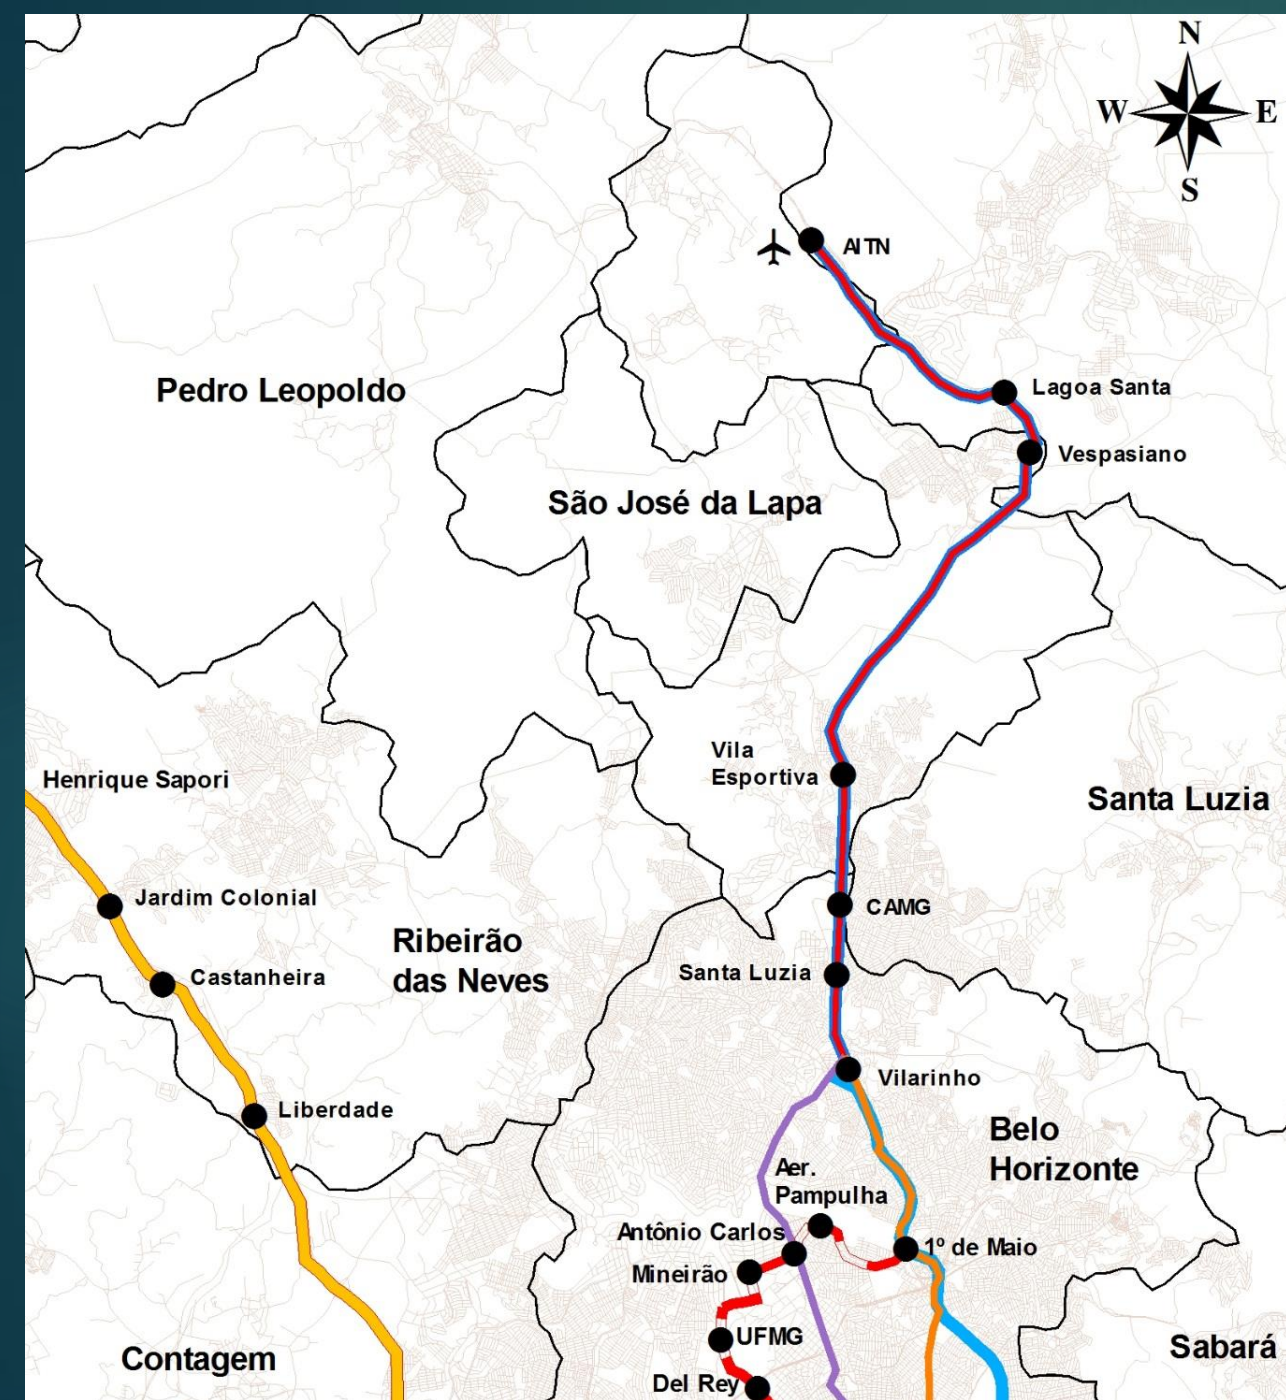 N
W E
S
AITN
Lagoa Santa
Pedro Leopoldo
Vespasiano
São José da Lapa
Vila
Esportiva
Henrique Sapori
Santa Luzia
Jardim Colonial
CAMG
Ribeirão
das Neves
Castanheira
Santa Luzia
Vilarinho
Liberdade
Belo
Horizonte
Aer.
Pampulha
Antônio Carlos
1º de Maio
Mineirão
UFMG
Sabará
Contagem
Del Rey